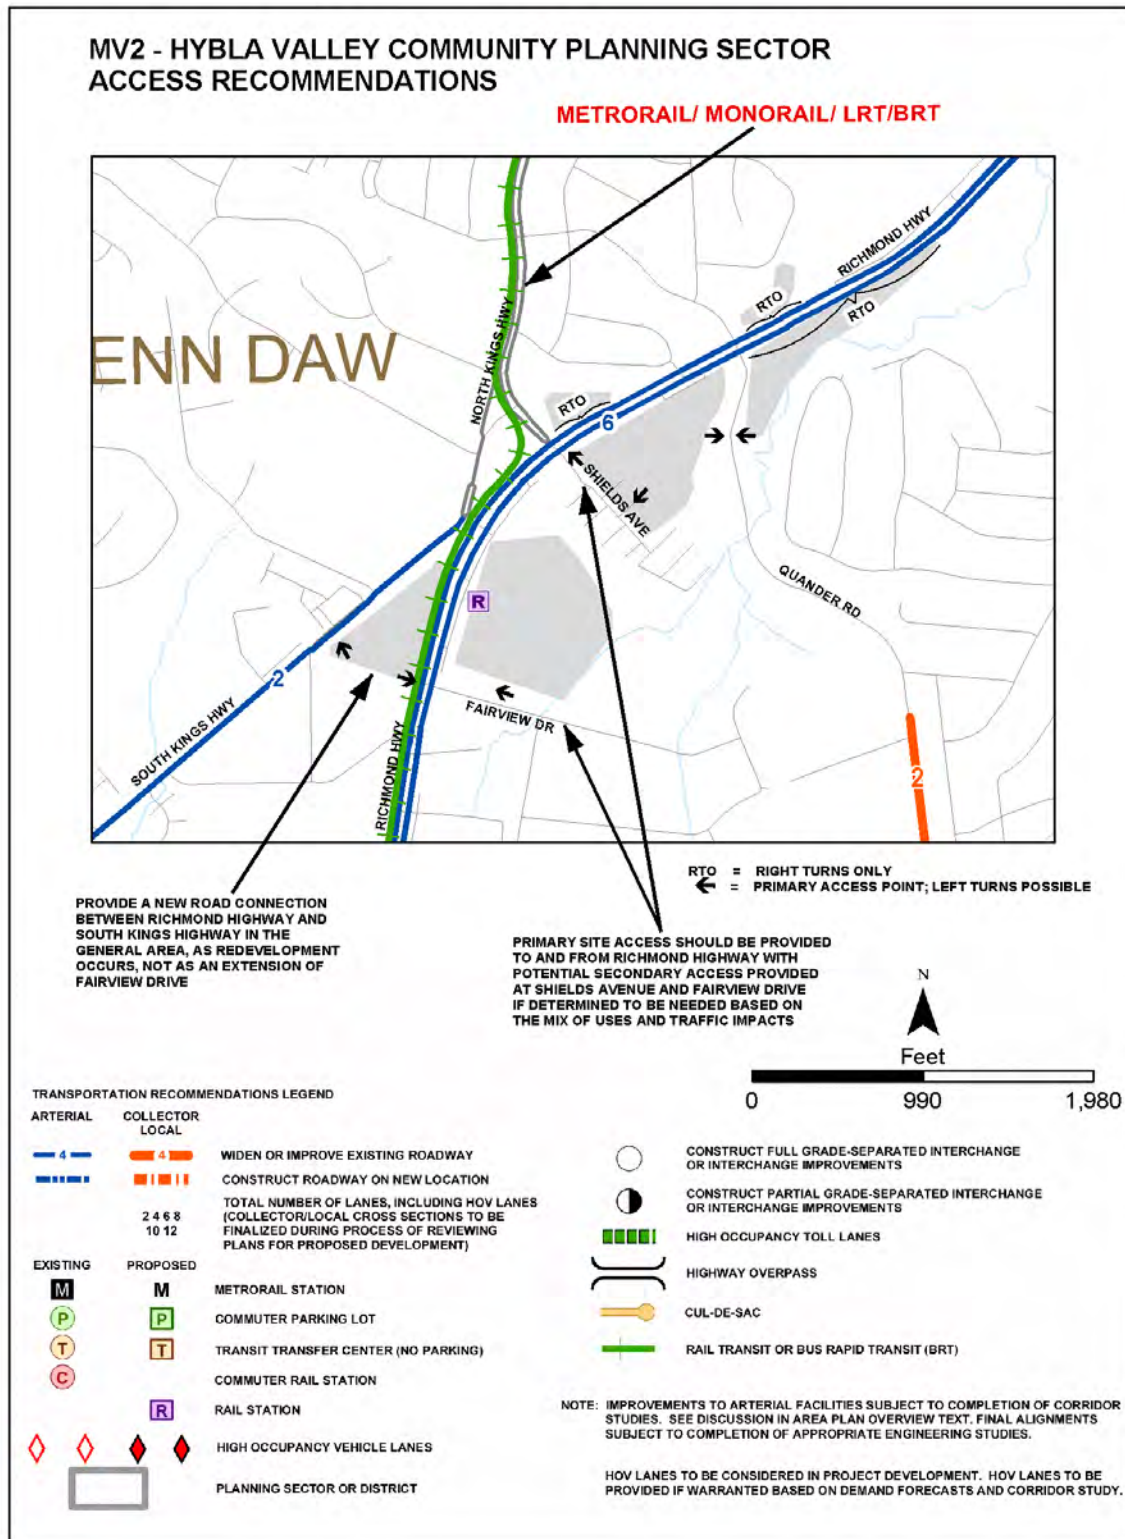 MV2 - HYBLA VALLEY COMMUNITY PLANNING SECTOR
ACCESS RECOMMENDATIONS
METRORAIL/ MONORAIL/ LRT/BRT
ENN DAW
NORTH KINGS HWY
RICHMOND HWY
RTO
RTO
RTO
6
SHIELDS AVE
QUANDER RD
R
2
SOUTH KINGS HWY
RICHMOND HWY
FAIRVIEW DR
2
RTO = RIGHT TURNS ONLY
= PRIMARY ACCESS POINT; LEFT TURNS POSSIBLE
PROVIDE A NEW ROAD CONNECTION
BETWEEN RICHMOND HIGHWAY AND
SOUTH KINGS HIGHWAY IN THE
GENERAL AREA, AS REDEVELOPMENT
OCCURS, NOT AS AN EXTENSION OF
FAIRVIEW DRIVE
PRIMARY SITE ACCESS SHOULD BE PROVIDED
TO AND FROM RICHMOND HIGHWAY WITH
POTENTIAL SECONDARY ACCESS PROVIDED
AT SHIELDS AVENUE AND FAIRVIEW DRIVE
IF DETERMINED TO BE NEEDED BASED ON
THE MIX OF USES AND TRAFFIC IMPACTS
N
Feet
0 990 1,980
TRANSPORTATION RECOMMENDATIONS LEGEND
ARTERIAL COLLECTOR
LOCAL
4 4 WIDEN OR IMPROVE EXISTING ROADWAY
CONSTRUCT ROADWAY ON NEW LOCATION
TOTAL NUMBER OF LANES, INCLUDING HOV LANES
2 4 6 8 (COLLECTOR/LOCAL CROSS SECTIONS TO BE
10 12 FINALIZED DURING PROCESS OF REVIEWING
PLANS FOR PROPOSED DEVELOPMENT)
EXISTING PROPOSED
M M METRORAIL STATION
P P COMMUTER PARKING LOT
T T TRANSIT TRANSFER CENTER (NO PARKING)
C COMMUTER RAIL STATION
R RAIL STATION
HIGH OCCUPANCY VEHICLE LANES
PLANNING SECTOR OR DISTRICT
CONSTRUCT FULL GRADE-SEPARATED INTERCHANGE
OR INTERCHANGE IMPROVEMENTS
CONSTRUCT PARTIAL GRADE-SEPARATED INTERCHANGE
OR INTERCHANGE IMPROVEMENTS
HIGH OCCUPANCY TOLL LANES
HIGHWAY OVERPASS
CUL-DE-SAC
RAIL TRANSIT OR BUS RAPID TRANSIT (BRT)
NOTE: IMPROVEMENTS TO ARTERIAL FACILITIES SUBJECT TO COMPLETION OF CORRIDOR
STUDIES. SEE DISCUSSION IN AREA PLAN OVERVIEW TEXT. FINAL ALIGNMENTS
SUBJECT TO COMPLETION OF APPROPRIATE ENGINEERING STUDIES.
HOV LANES TO BE CONSIDERED IN PROJECT DEVELOPMENT. HOV LANES TO BE
PROVIDED IF WARRANTED BASED ON DEMAND FORECASTS AND CORRIDOR STUDY.